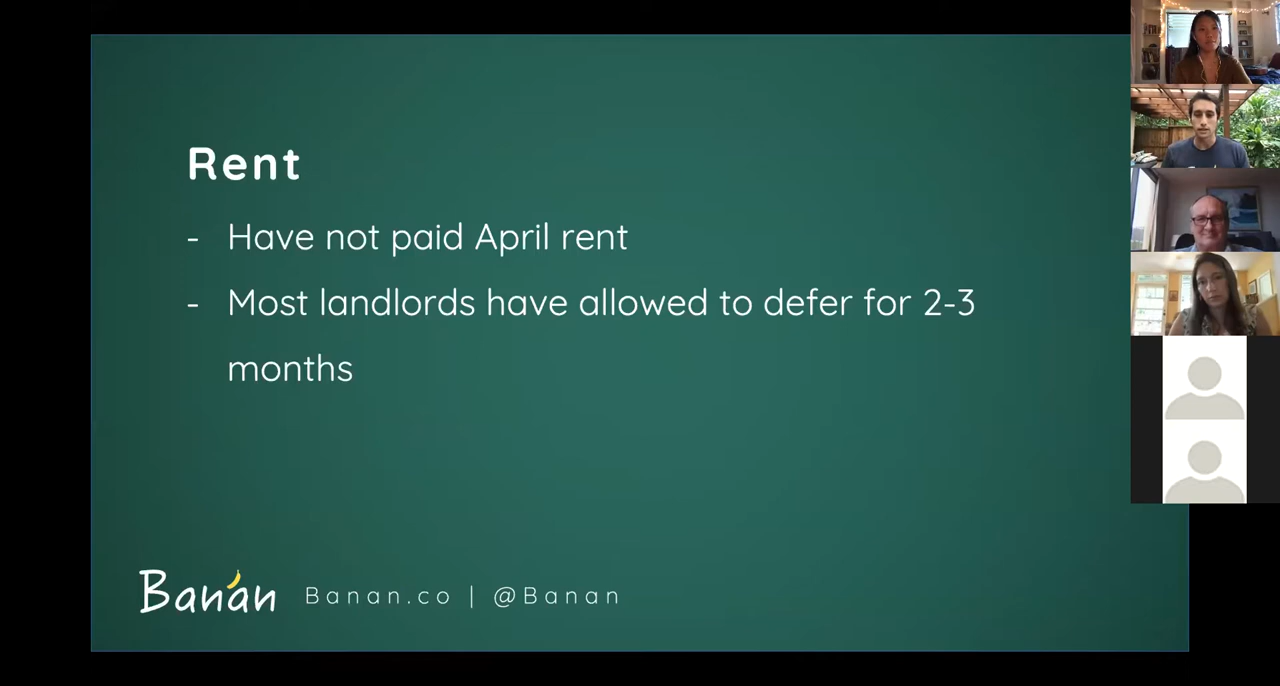 Rent
- Have not paid April rent
- Most landlords have allowed to defer for 2-3
months
Banan Banan.co | @Banan